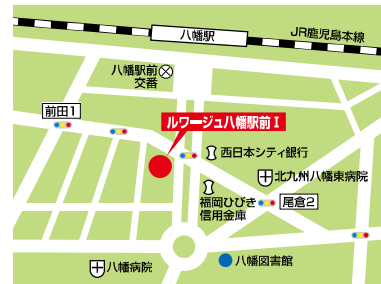 八幡駅
JR鹿児島本線
八幡駅前
交番
前田1
ルワージュ八幡駅前Ⅰ
西日本シティ銀行
北九州八幡東病院
福岡ひびき
信用金庫
尾倉2
八幡病院
八幡図書館